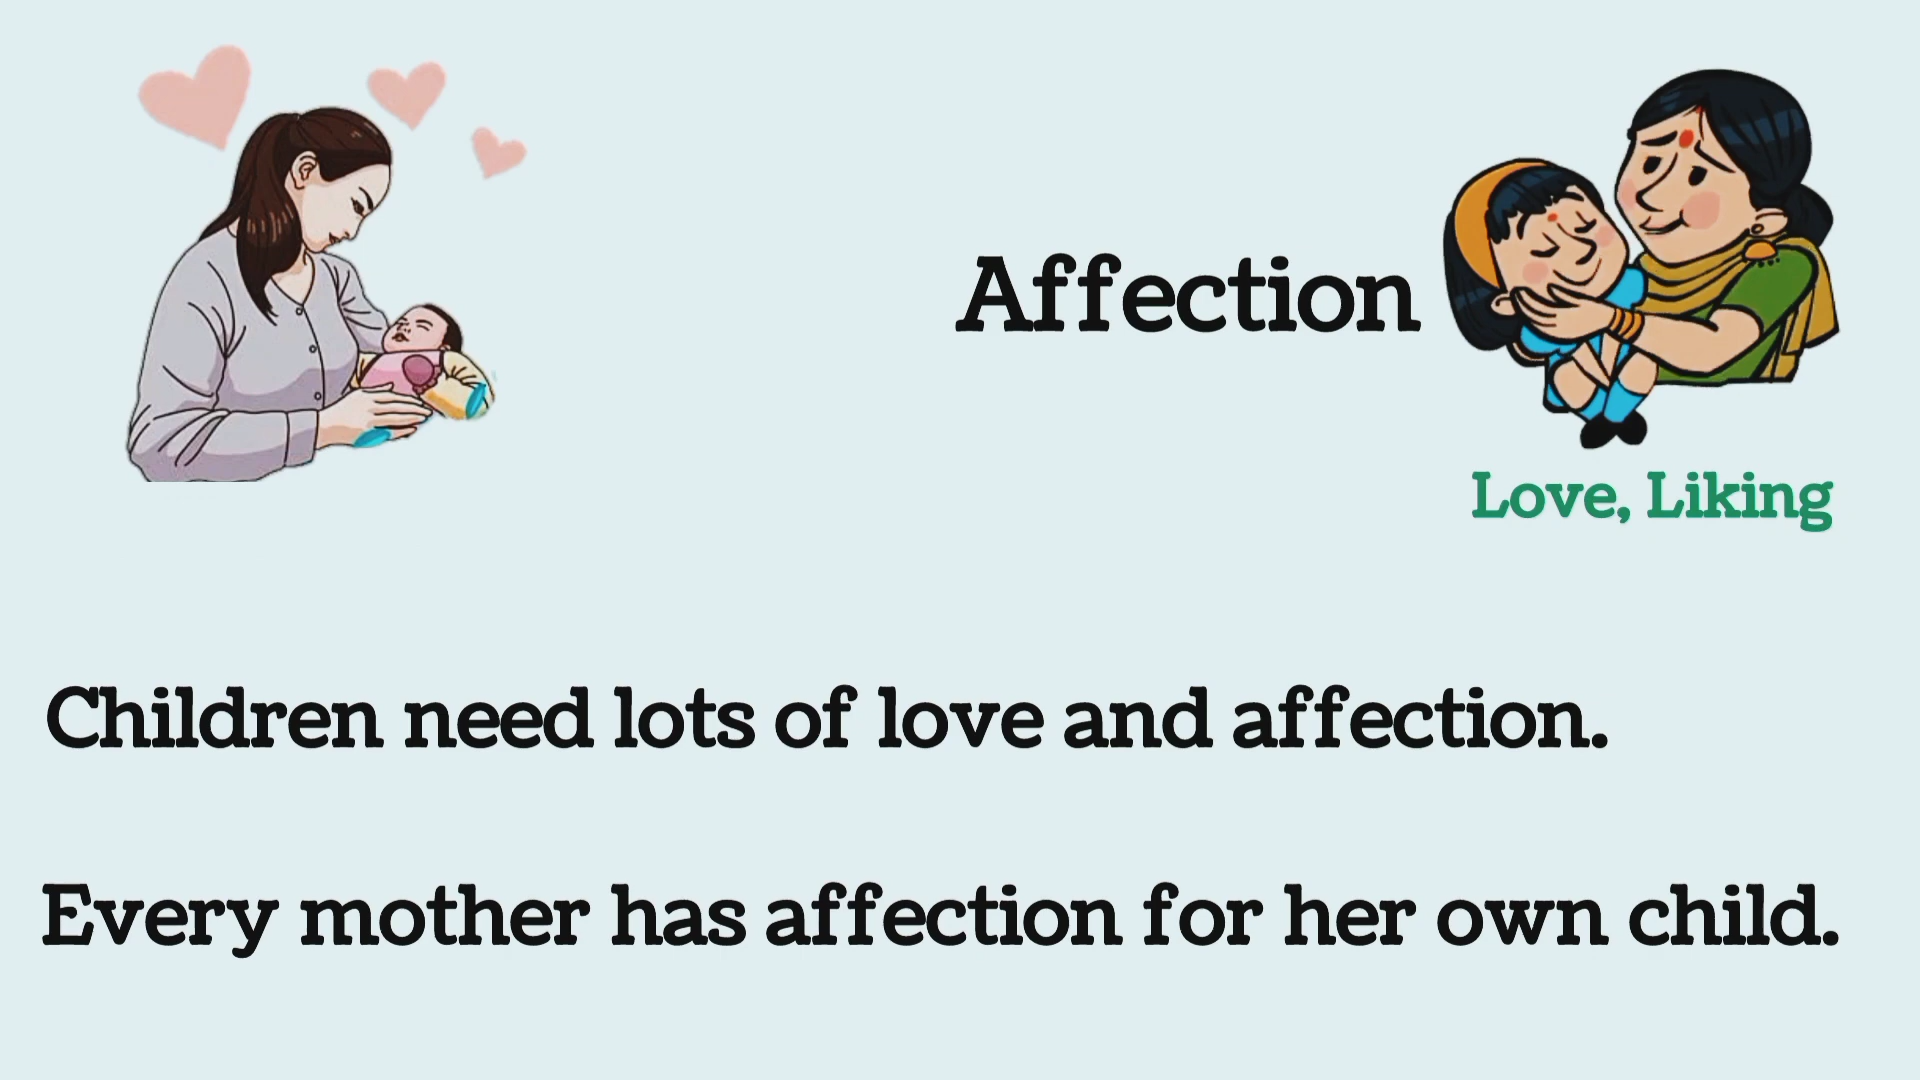 Affection
Love, Liking
Children need lots of love and affection.
Every mother has affection for her own child.